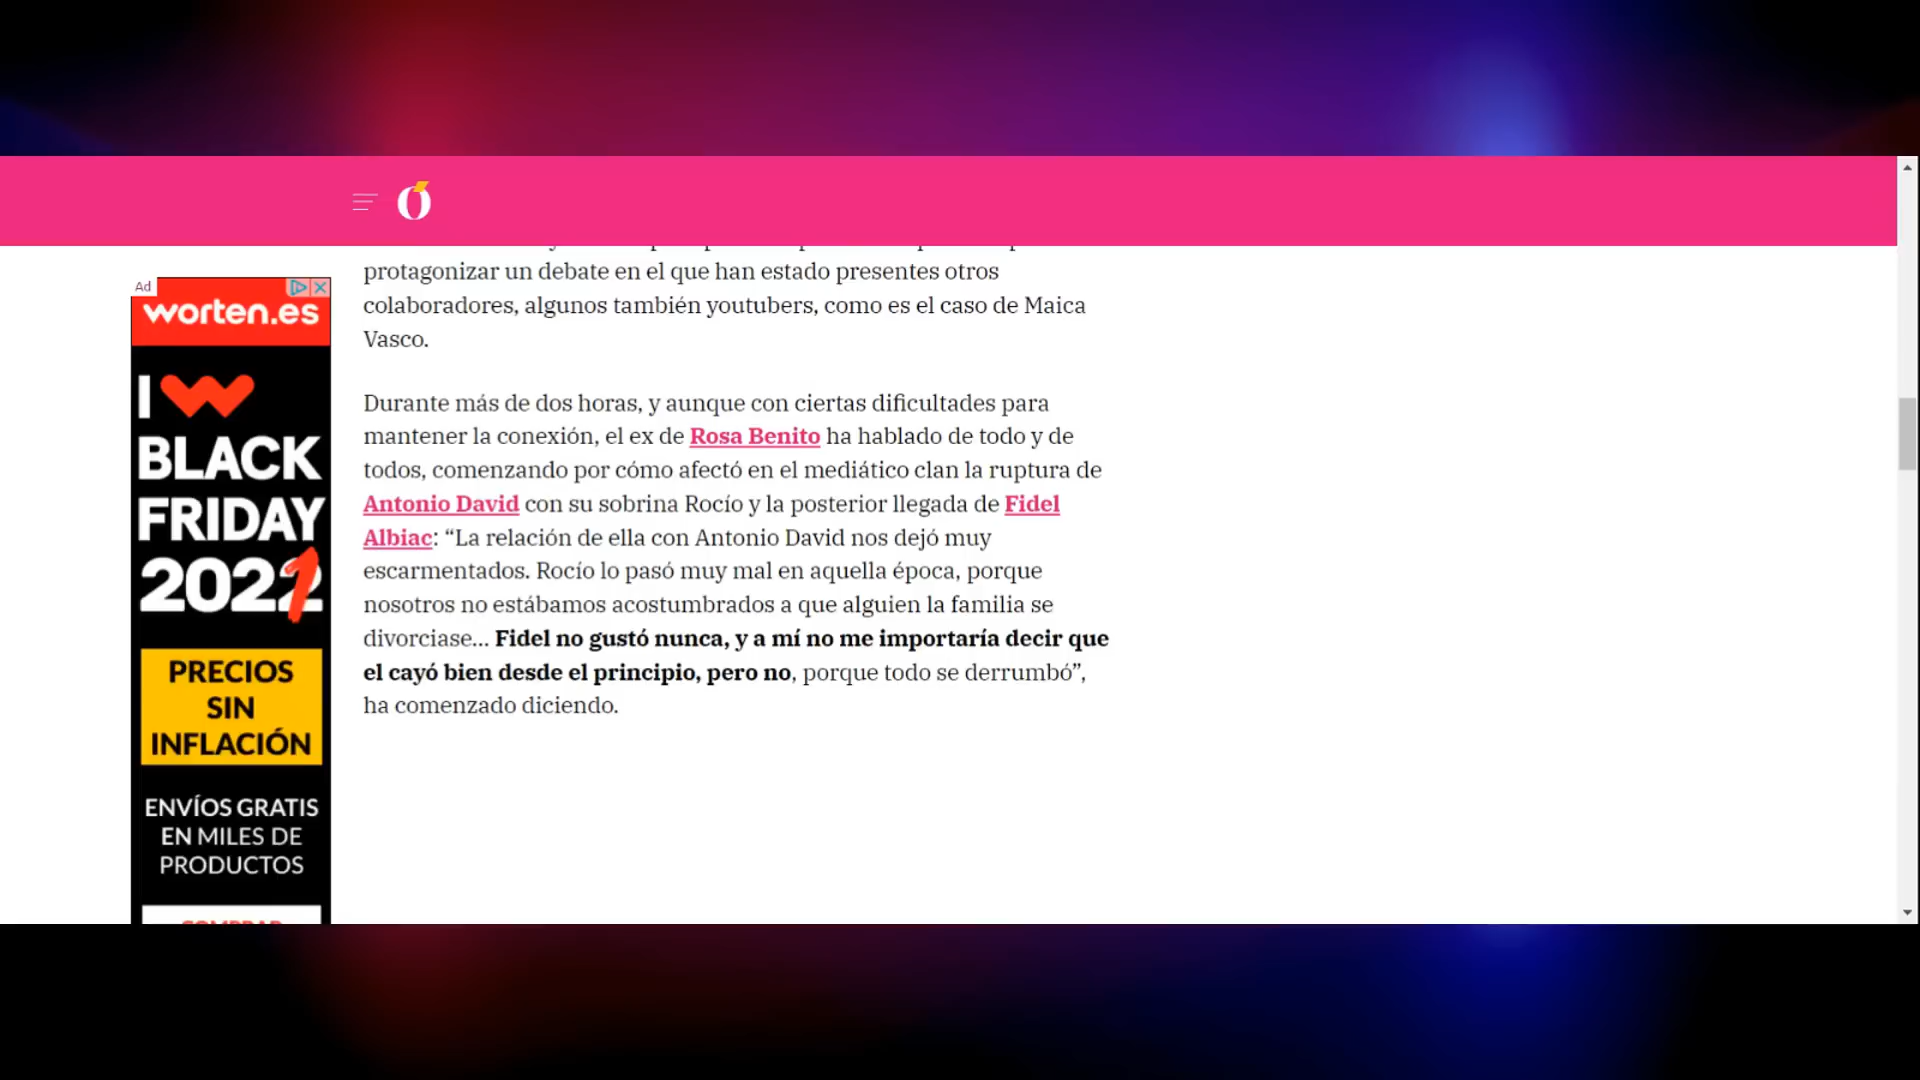 Ó
protagonizar un debate en el que han estado presentes otros
colaboradores, algunos también youtubers, como es el caso de Maica
Vasco.
Durante más de dos horas, y aunque con ciertas dificultades para
mantener la conexión, el ex de Rosa Benito ha hablado de todo y de
todos, comenzando por cómo afectó en el mediático clan la ruptura de
Antonio David con su sobrina Rocío y la posterior llegada de Fidel
Albiac: “La relación de ella con Antonio David nos dejó muy
escarmentados. Rocío lo pasó muy mal en aquella época, porque
nosotros no estábamos acostumbrados a que alguien la familia se
divorciase... Fidel no gustó nunca, y a mí no me importaría decir que
el cayó bien desde el principio, pero no, porque todo se derrumbó”,
ha comenzado diciendo.
Ad
worten.es
I
BLACK
FRIDAY
2022
1
PRECIOS
SIN
INFLACIÓN
ENVÍOS GRATIS
EN MILES DE
PRODUCTOS